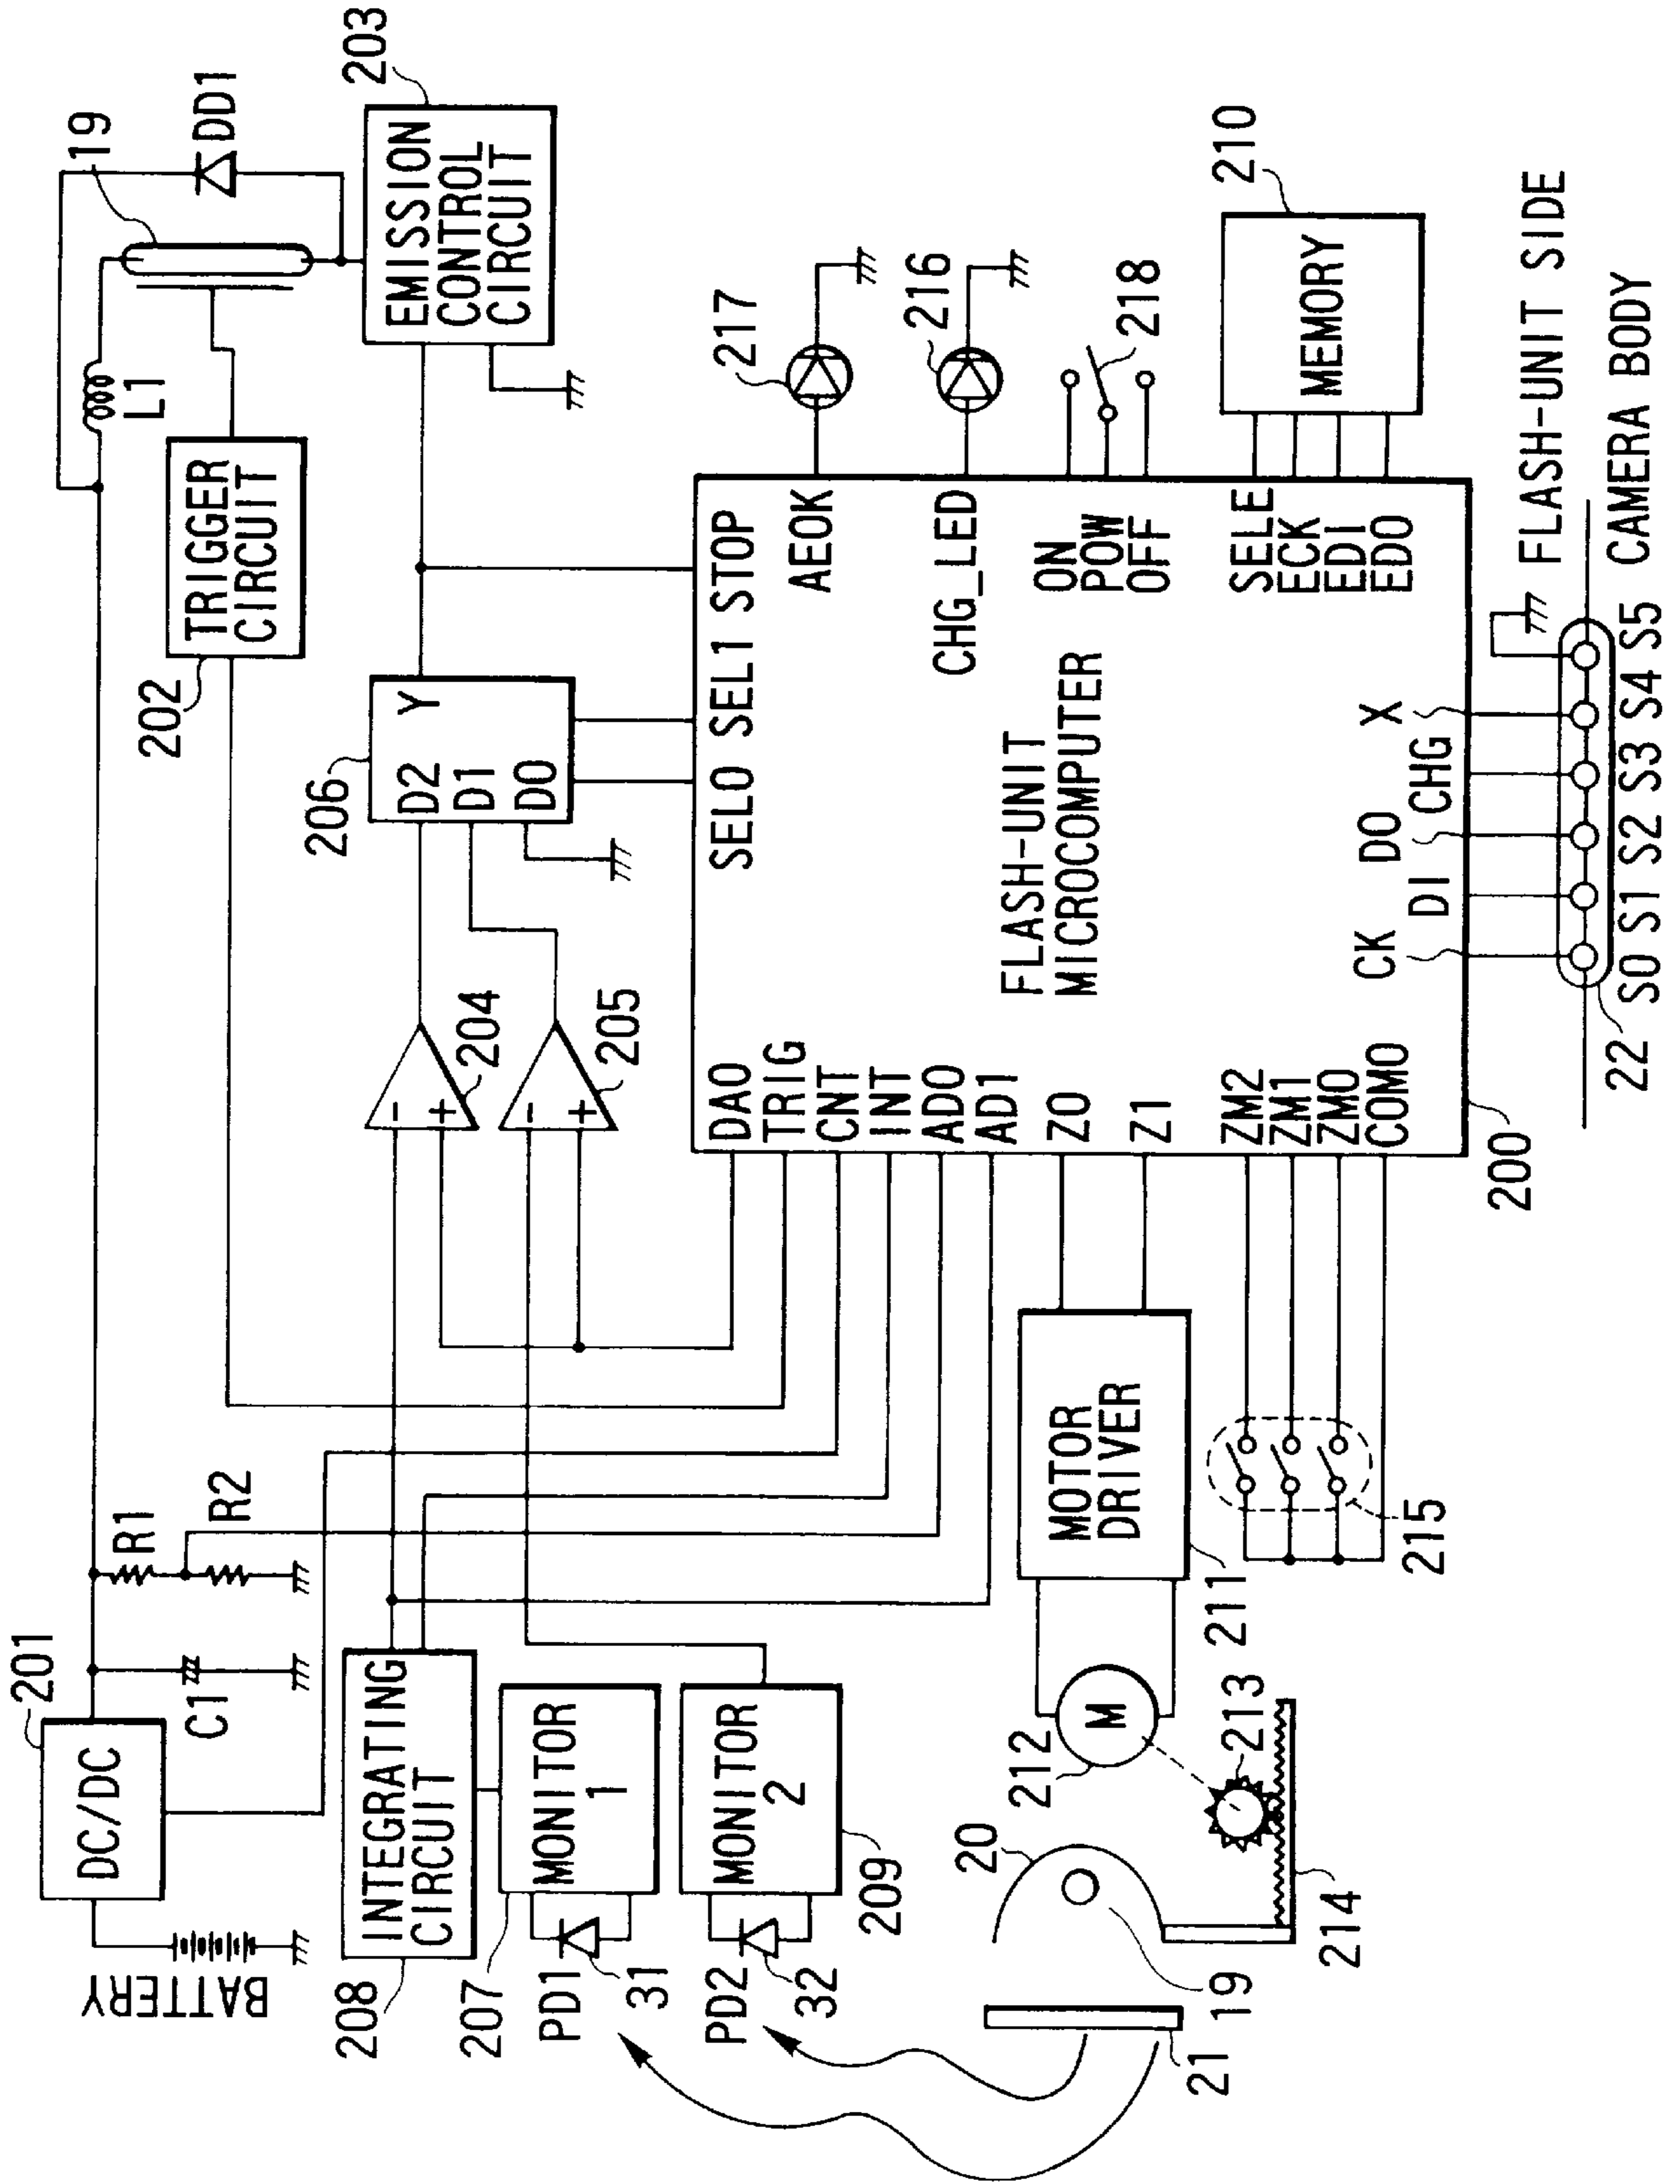 BATTERY
201
DC/DC
C1
R1
R2
202
TRIGGER
CIRCUIT
L1
19
DD1
203
EMISSION
CONTROL
CIRCUIT
208
INTEGRATING
CIRCUIT
204
-
+
205
-
+
206
D2
D1
D0
Y
207
MONITOR
1
PD1
31
MONITOR
2
PD2
32
209
SEL0
SEL1
STOP
DA0
TRIG
CNT
INT
AD0
AD1
Z0
Z1
ZM2
ZM1
ZM0
COM0
FLASH-UNIT
MICROCOMPUTER
AEOK
CHG_LED
ON
POW
OFF
SELE
ECK
EDI
EDO
217
216
218
210
MEMORY
MOTOR
DRIVER
211
212
M
213
214
20
19
21
215
200
CK
DI
DO
CHG
X
FLASH-UNIT SIDE
CAMERA BODY
22
S0 S1 S2 S3 S4 S5